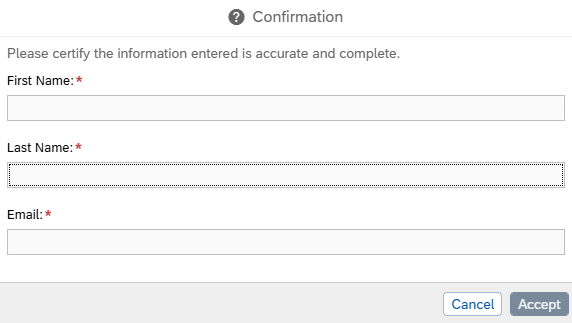 Confirmation
Please certify the information entered is accurate and complete.
First Name: *
Last Name: *
Email: *
Cancel Accept